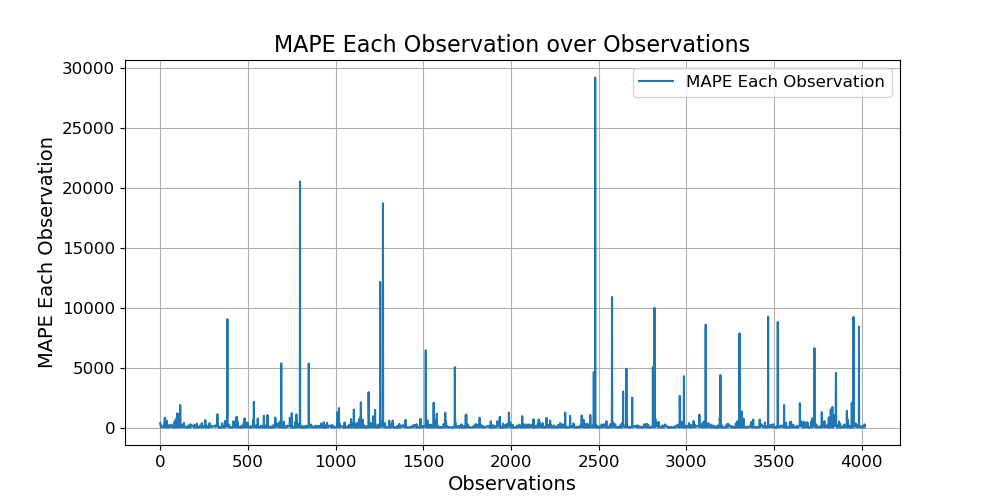 MAPE Each Observation over Observations
30000
25000
20000
15000
10000
5000
0
MAPE Each Observation
MAPE Each Observation
0 500 1000 1500 2000 2500 3000 3500 4000
Observations